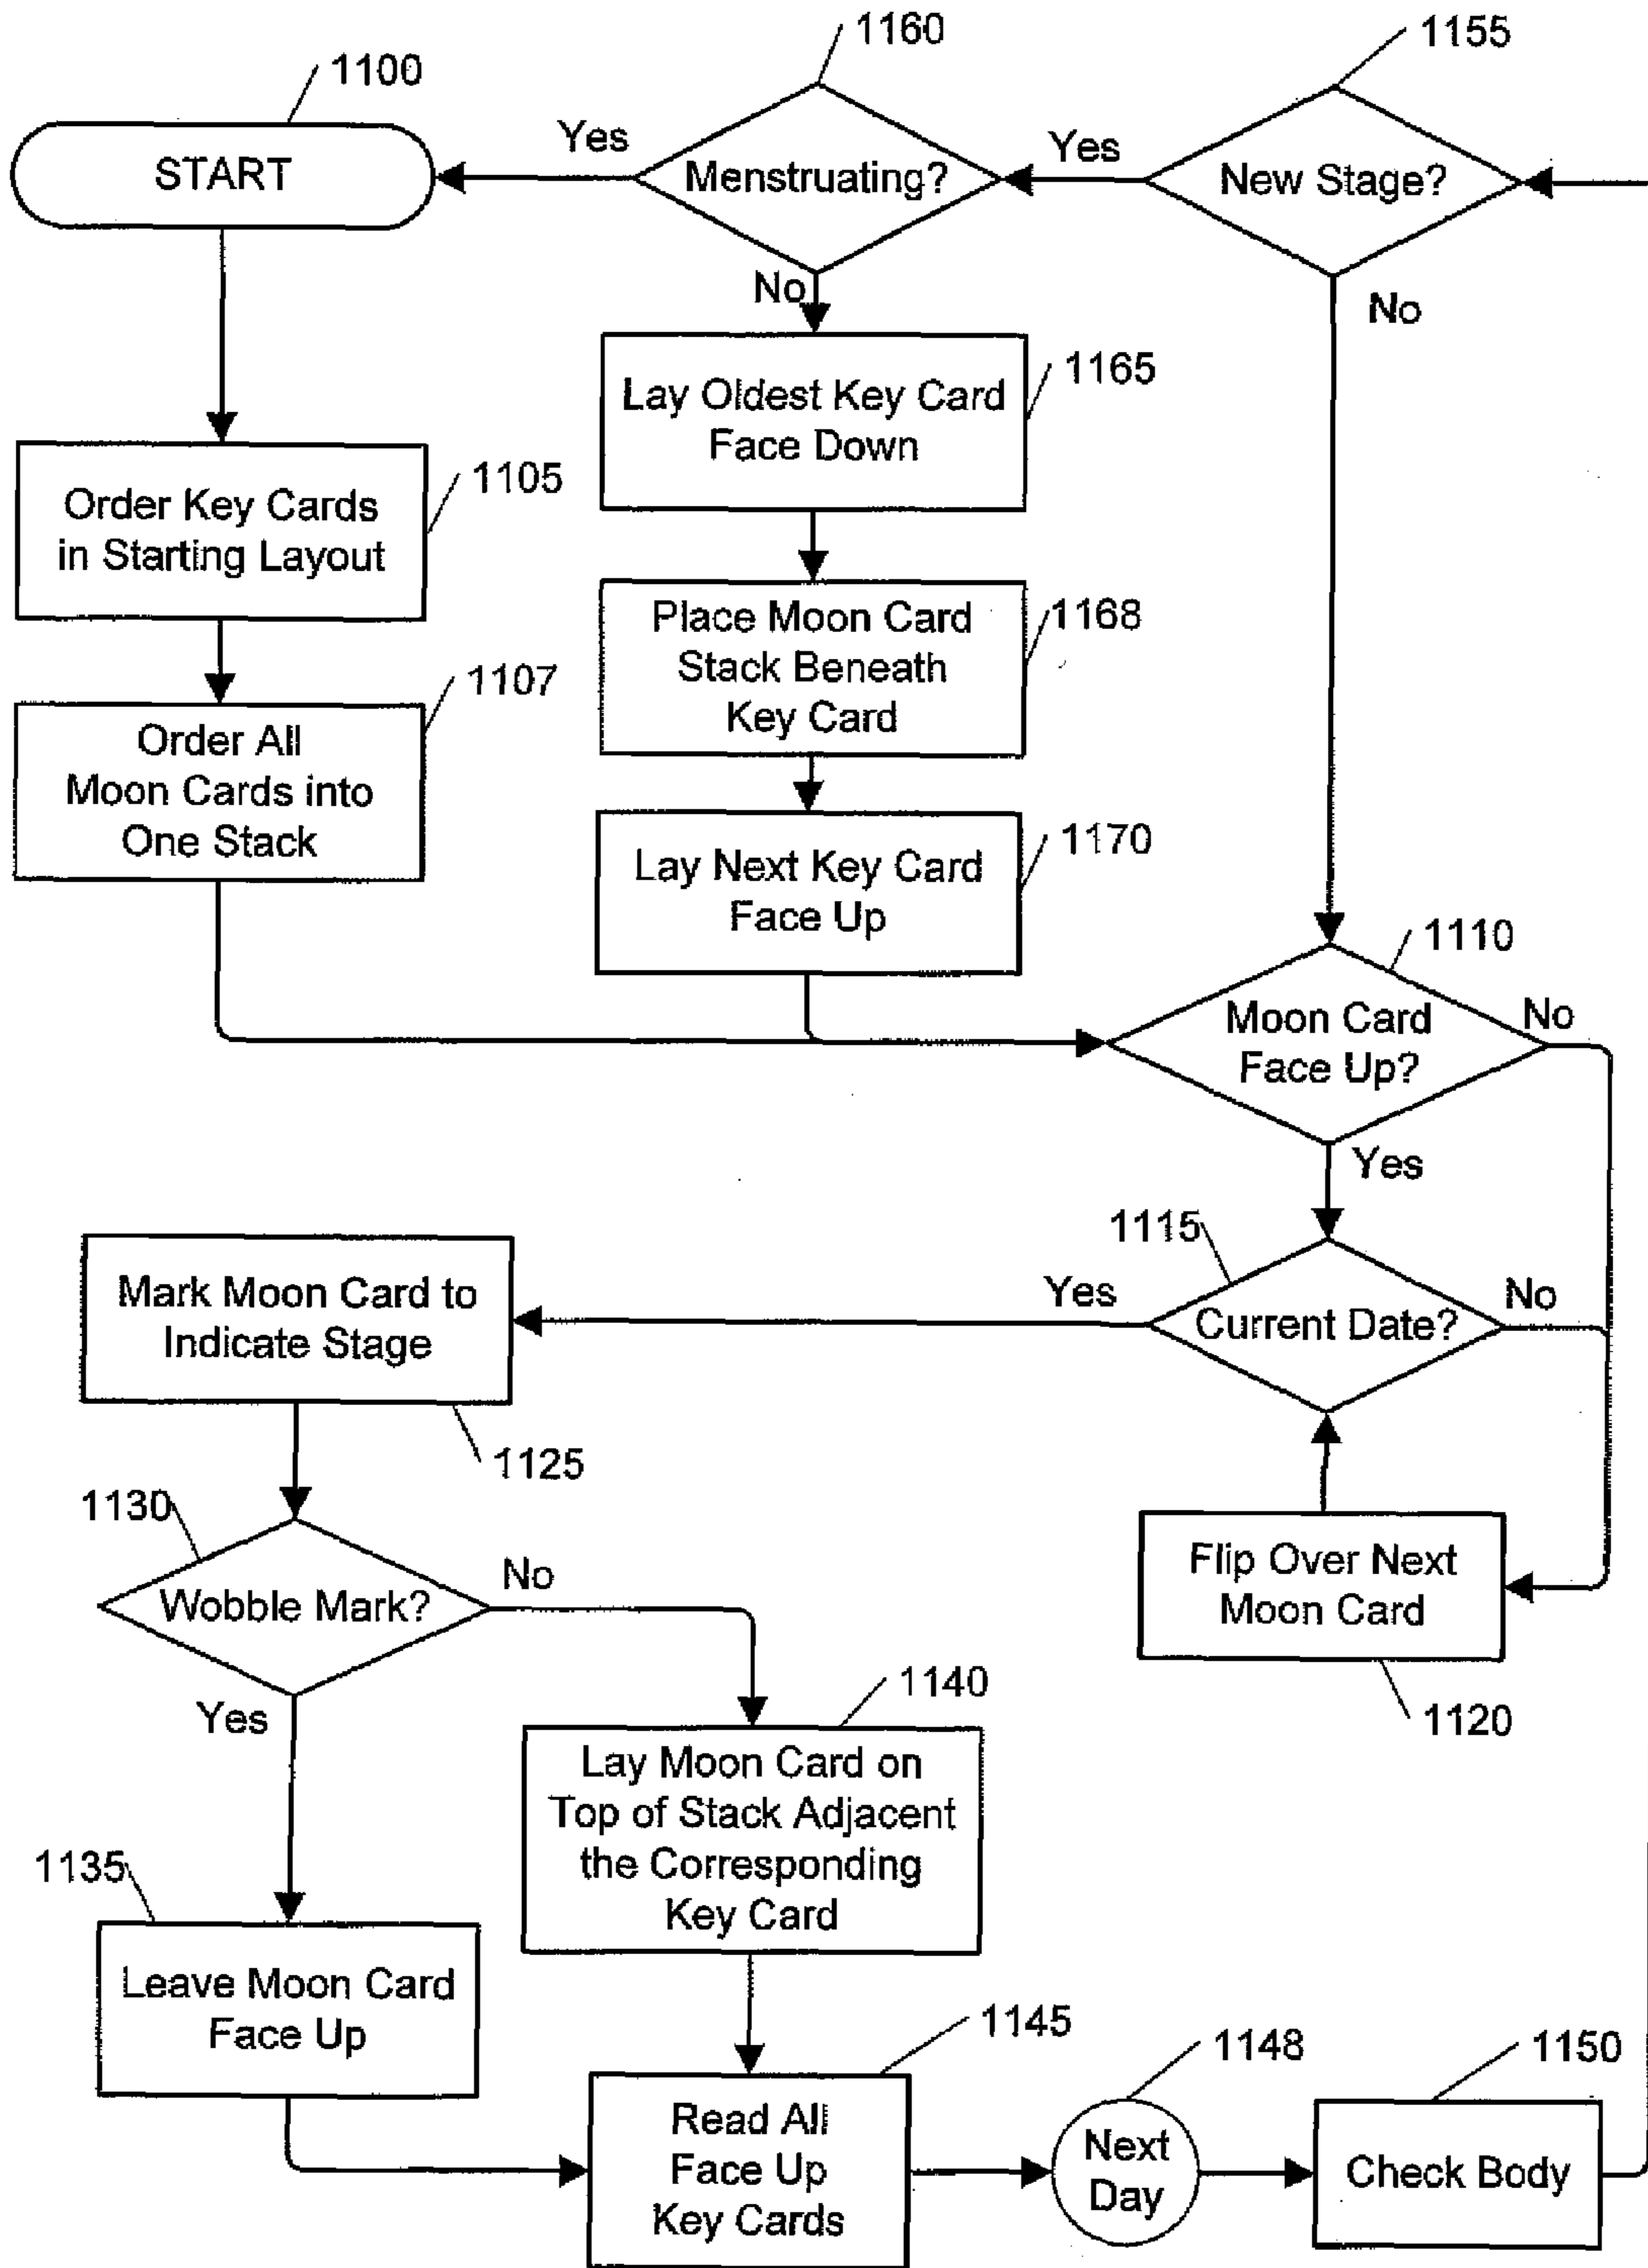 1160
1155
1100
Yes
Yes
START
Menstruating?
New Stage?
No
No
1165
Lay Oldest Key Card
Face Down
1105
Order Key Cards
in Starting Layout
1168
Place Moon Card
Stack Beneath
Key Card
1107
Order All
Moon Cards into
One Stack
1170
Lay Next Key Card
Face Up
1110
Moon Card
Face Up?
No
Yes
1115
Mark Moon Card to
Indicate Stage
Yes
Current Date?
No
1125
1130
Wobble Mark?
No
Flip Over Next
Moon Card
Yes
1140
1120
Lay Moon Card on
Top of Stack Adjacent
the Corresponding
Key Card
1135
Leave Moon Card
Face Up
1145
1148
1150
Read All
Face Up
Key Cards
Next
Day
Check Body